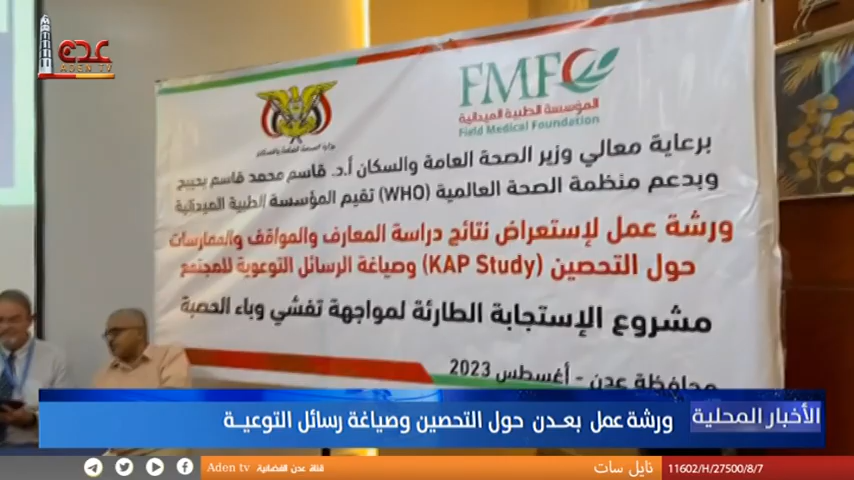 عدن
ADEN TV
FMF
المؤسسة الطبية الميدانية
Field Medical Foundation
وزارة الصحة العامة والسكان
برعاية معالي وزير الصحة العامة والسكان أ.د. قاسم محمد قاسم بحيبح
وبدعم منظمة الصحة العالمية (WHO) تقيم المؤسسة الطبية الميدانية
ورشة عمل لإستعراض نتائج دراسة المعارف والمواقف والممارسات
حول التحصين (KAP Study) وصياغة الرسائل التوعوية للمجتمع
مشروع الإستجابة الطارئة لمواجهة تفشي وباء الحصبة
محافظة عدن - أغسطس 2023
الأخبار المحلية
ورشة عمل بعدن حول التحصين وصياغة رسائل التوعية
Aden tv قناة عدن الفضائية
نايل سات
11602/H/27500/8/7